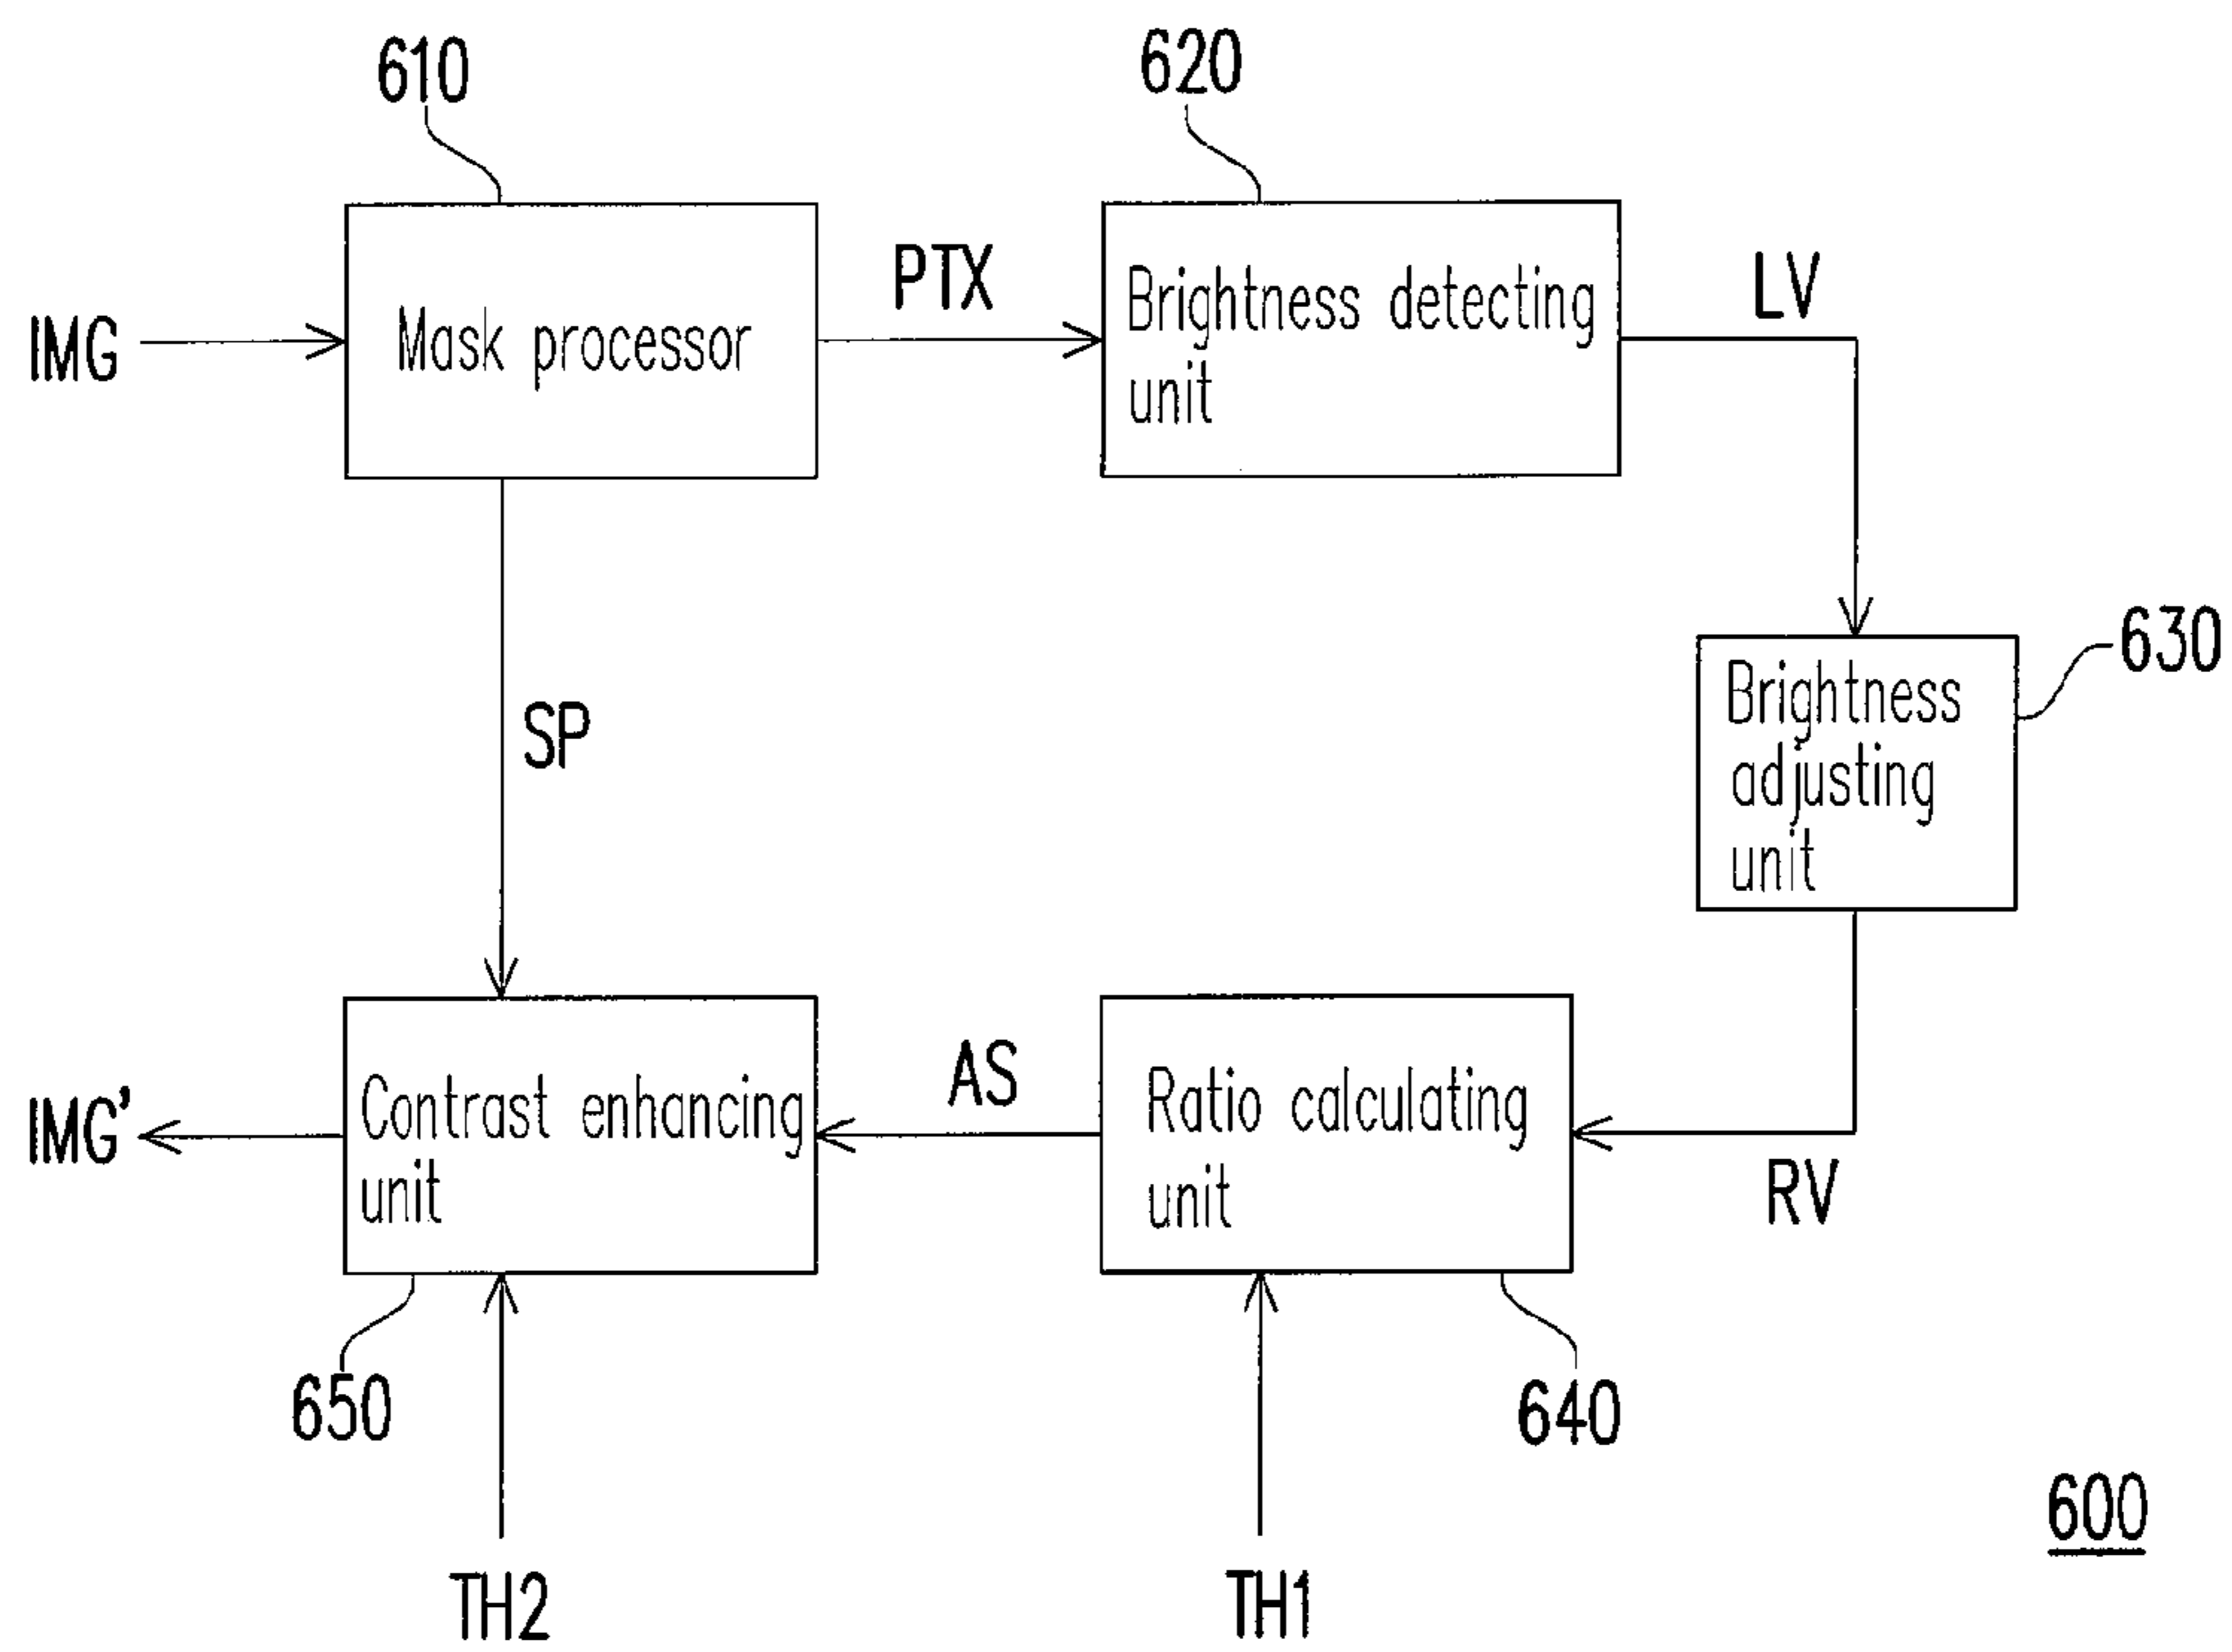 610
620
IMG
Mask processor
PTX
Brightness detecting
unit
LV
630
Brightness
adjusting
unit
SP
IMG'
Contrast enhancing
unit
AS
Ratio calculating
unit
RV
650
640
600
TH2
TH1